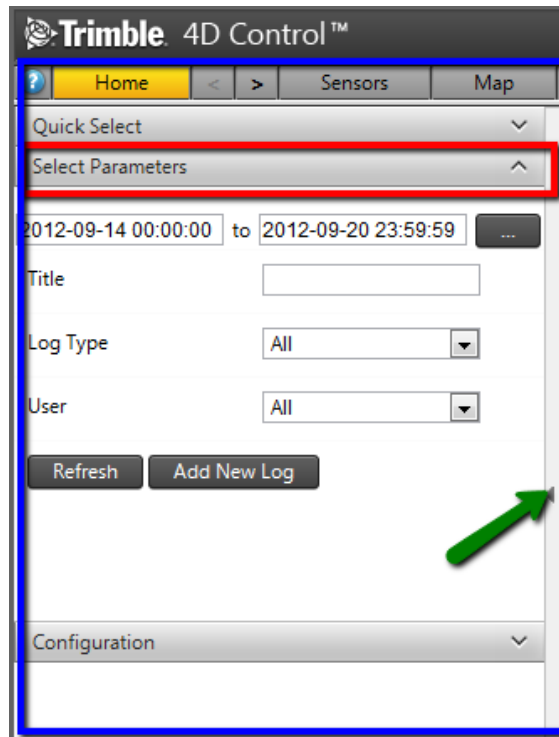 Trimble. 4D Control™
? Home < > Sensors Map
Quick Select
Select Parameters
2012-09-14 00:00:00 to 2012-09-20 23:59:59 ...
Title
Log Type All
User All
Refresh Add New Log
Configuration